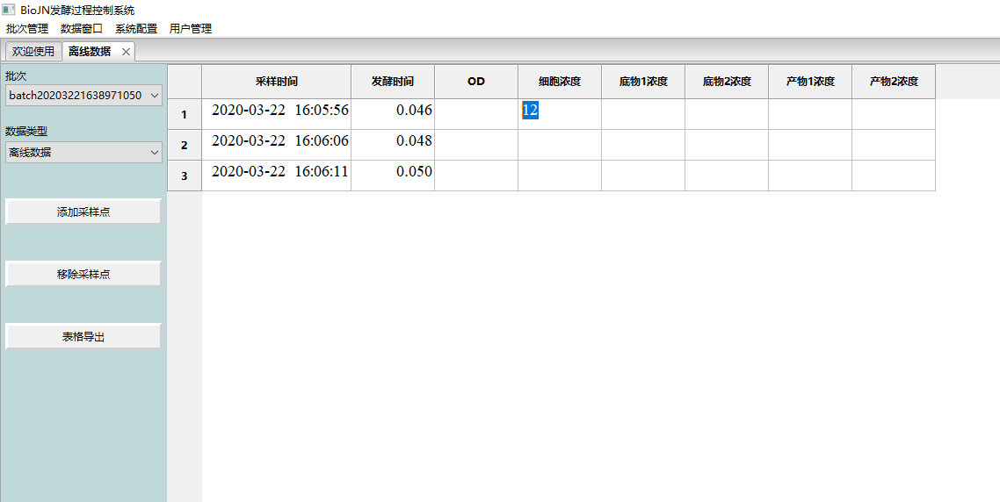 BioJN发酵过程控制系统
批次管理 数据窗口 系统配置 用户管理
欢迎使用 离线数据
批次
batch20203221638971050
数据类型
离线数据
添加采样点
移除采样点
表格导出
采样时间 发酵时间 OD 细胞浓度 底物1浓度 底物2浓度 产物1浓度 产物2浓度
1 2020-03-22 16:05:56 0.046 12
2 2020-03-22 16:06:06 0.048
3 2020-03-22 16:06:11 0.050